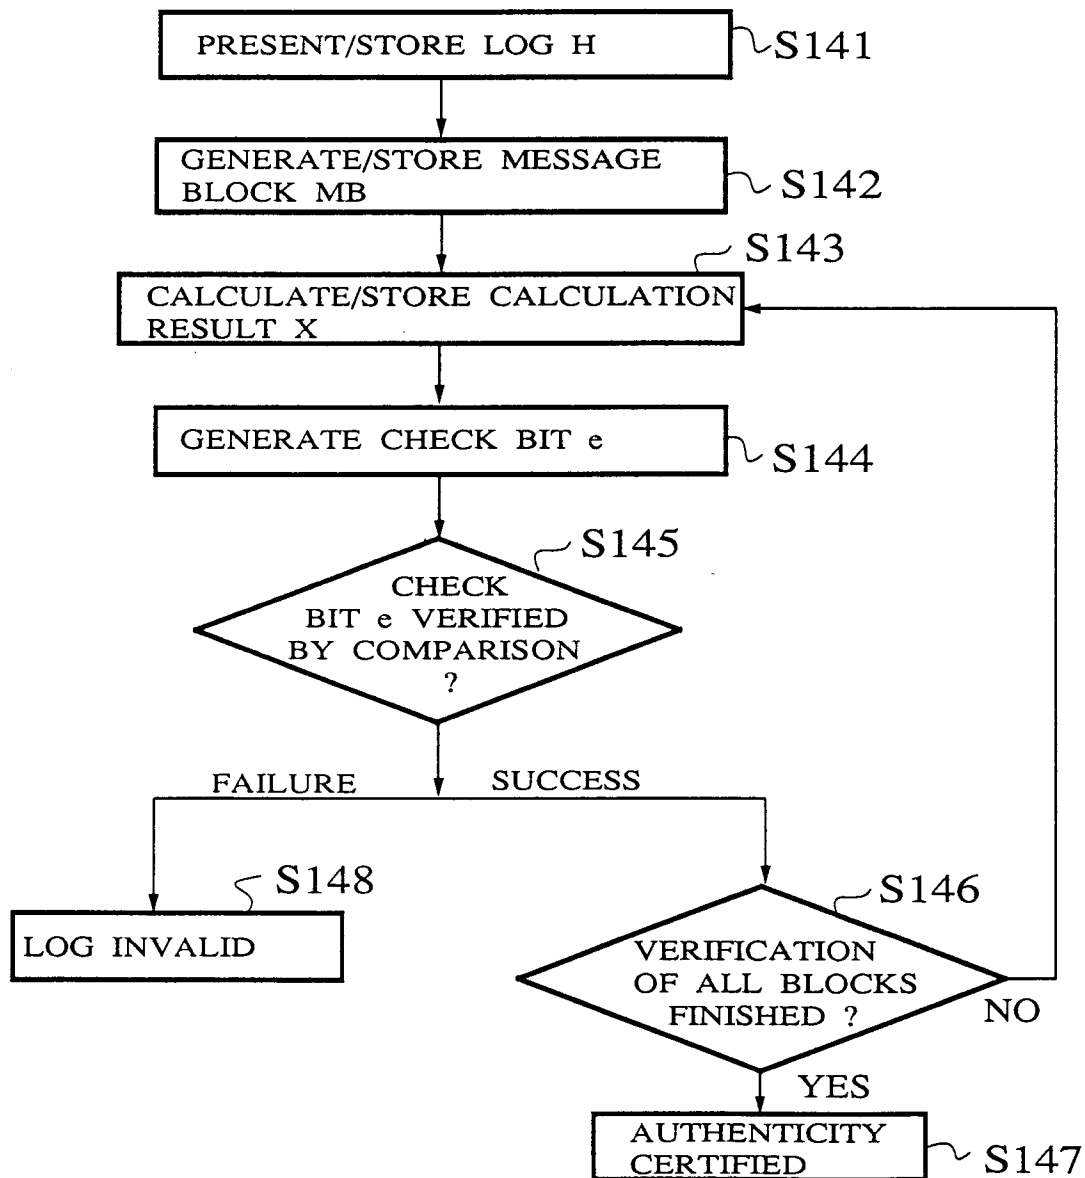 PRESENT/STORE LOG H
S141
GENERATE/STORE MESSAGE
BLOCK MB
S142
S143
CALCULATE/STORE CALCULATION
RESULT X
GENERATE CHECK BIT e
S144
S145
CHECK
BIT e VERIFIED
BY COMPARISON
?
FAILURE
SUCCESS
S148
LOG INVALID
S146
VERIFICATION
OF ALL BLOCKS
FINISHED ?
NO
YES
AUTHENTICITY
CERTIFIED
S147